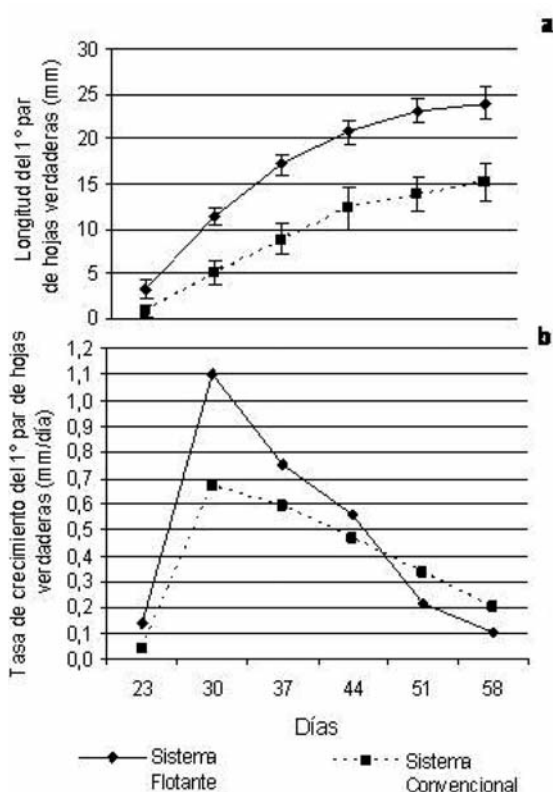 a
Longitud del 1° par
de hojas verdaderas (mm)
30
25
20
15
10
5
0
b
Tasa de crecimiento del 1° par de hojas
verdaderas (mm/día)
1,2
1,1
1,0
0,9
0,8
0,7
0,6
0,5
0,4
0,3
0,2
0,1
0,0
23 30 37 44 51 58
Días
Sistema
Flotante
Sistema
Convencional